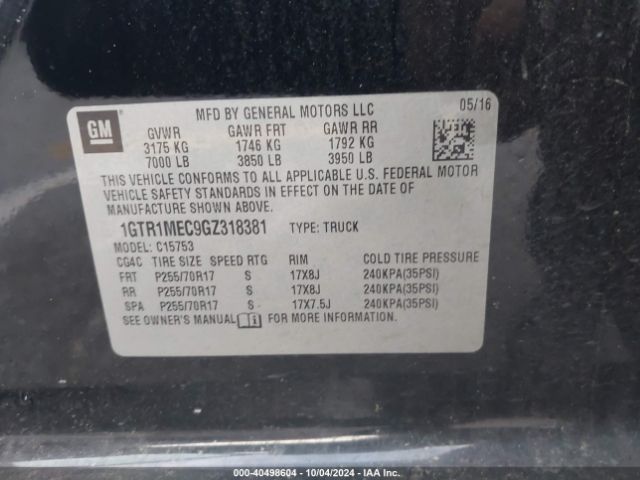 MFD BY GENERAL MOTORS LLC 05/16
GM
GVWR GAWR FRT GAWR RR
3175 KG 1746 KG 1792 KG
7000 LB 3850 LB 3950 LB
THIS VEHICLE CONFORMS TO ALL APPLICABLE U.S. FEDERAL MOTOR
VEHICLE SAFETY STANDARDS IN EFFECT ON THE DATE OF
MANUFACTURE SHOWN ABOVE.
1GTR1MEC9GZ318381 TYPE: TRUCK
MODEL: C15753
CG4C TIRE SIZE SPEED RTG RIM COLD TIRE PRESSURE
FRT P255/70R17 S 17X8J 240KPA(35PSI)
RR P255/70R17 S 17X8J 240KPA(35PSI)
SPA P255/70R17 S 17X7.5J 240KPA(35PSI)
SEE OWNER'S MANUAL FOR MORE INFORMATION.
000-40498604 - 10/04/2024 - IAA Inc.